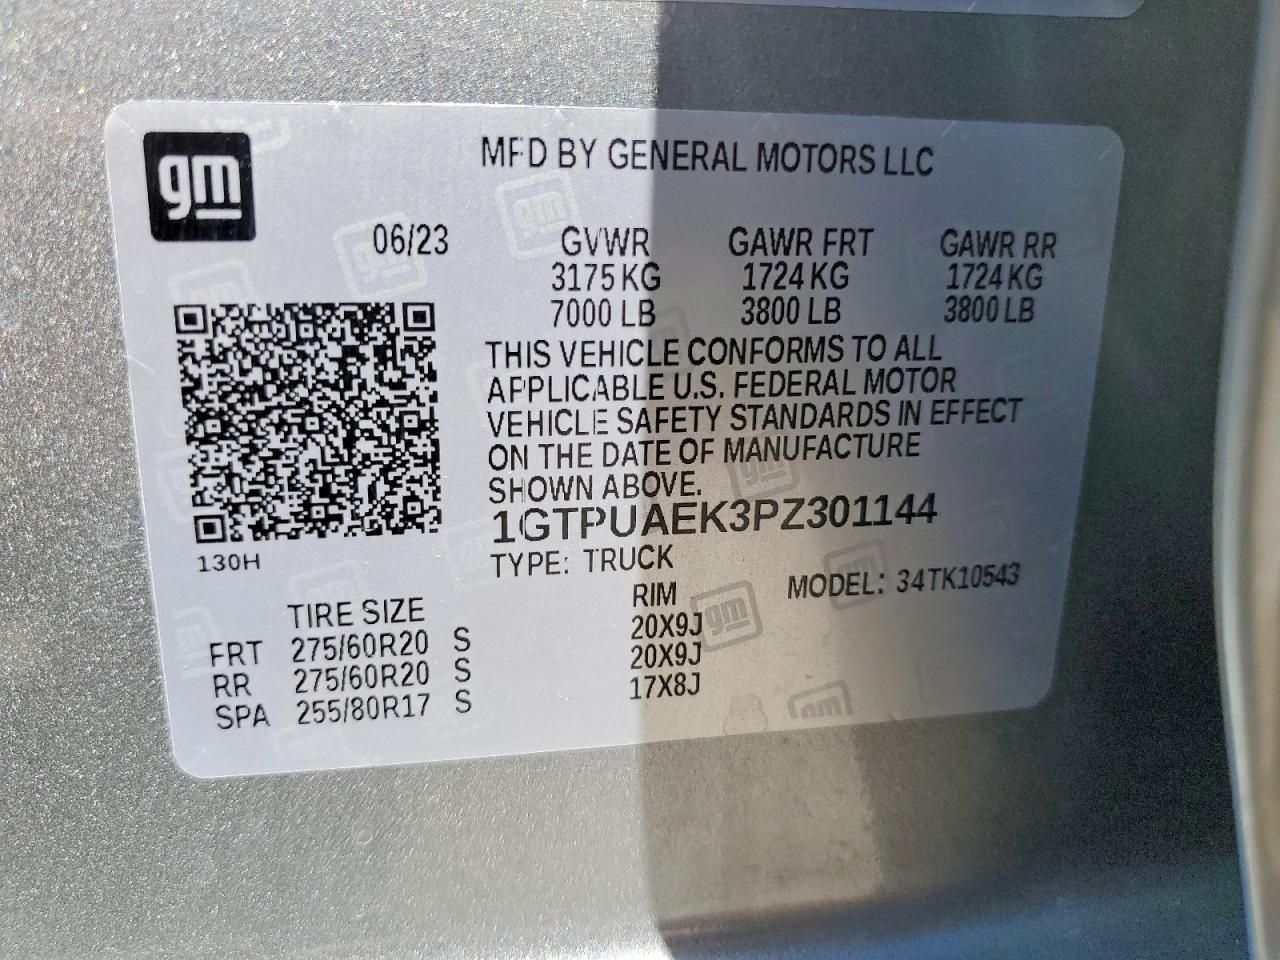 gm
MFD BY GENERAL MOTORS LLC
06/23 GVWR GAWR FRT GAWR RR
3175 KG 1724 KG 1724 KG
7000 LB 3800 LB 3800 LB
THIS VEHICLE CONFORMS TO ALL
APPLICABLE U.S. FEDERAL MOTOR
VEHICLE SAFETY STANDARDS IN EFFECT
ON THE DATE OF MANUFACTURE
SHOWN ABOVE.
1GTPUAEK3PZ301144
130H
TYPE: TRUCK
MODEL: 34TK10543
TIRE SIZE RIM
FRT 275/60R20 S 20X9J
RR 275/60R20 S 20X9J
SPA 255/80R17 S 17X8J